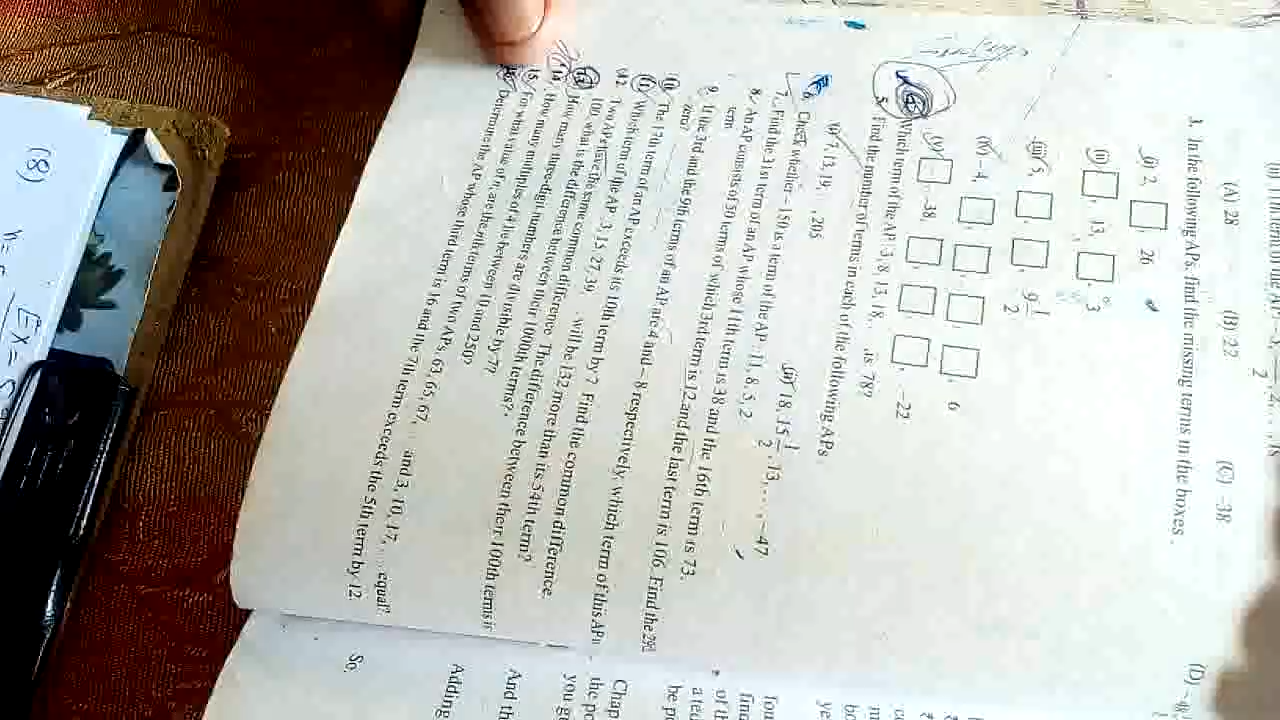 (A) 28 (B) 22 (C) -38 (D)
3. In the following APs, find the missing terms in the boxes.
(i) 2, 26
(ii) , 13, , 3
(iii) 5, , , 9 1/2
(iv) -4, , , , , 6
(v) , 38, , , , -22
Which term of the AP: 3, 8, 13, 18, ... is 78?
5. Find the number of terms in each of the following APs.
(i) 7, 13, 19, , 205 (ii) 18, 15 1/2, 13, . . . , -47
6. Check whether -150 is a term of the AP 11, 8, 5, 2
7. Find the 31st term of an AP whose 11th term is 38 and the 16th term is 73.
8. An AP consists of 50 terms of which 3rd term is 12 and the last term is 106. Find the 29th
term
9. If the 3rd and the 9th terms of an AP are 4 and -8 respectively, which term of this AP is
zero?
10. The 17th term of an AP exceeds its 10th term by 7. Find the common difference.
11. Which term of the AP 3, 15, 27, 39, will be 132 more than its 54th term?
12. Two APs have the same common difference. The difference between their 100th term is
100, what is the difference between their 1000th terms?
13. How many three digit numbers are divisible by 7?
14. How many multiples of 4 lie between 10 and 250?
15. For what value of n, are the nth terms of two APs, 63, 65, 67, and 3, 10, 17, equal?
Determine the AP whose third term is 16 and the 7th term exceeds the 5th term by 12.
(8)
So,
Adding
And th
you g
the po
Chap
be p